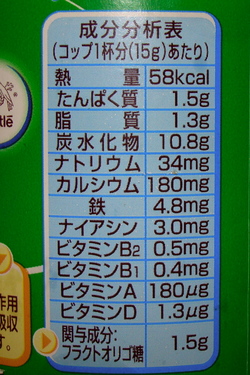 成分分析表
(コップ1杯分(15g)あたり)
熱量 58kcal
たんぱく質 1.5g
脂質 1.3g
炭水化物 10.8g
ナトリウム 34mg
カルシウム 180mg
鉄 4.8mg
ナイアシン 3.0mg
ビタミンB2 0.5mg
ビタミンB1 0.4mg
ビタミンA 180μg
ビタミンD 1.3μg
関与成分:
フラクトオリゴ糖 1.5g
作用
吸収
す。